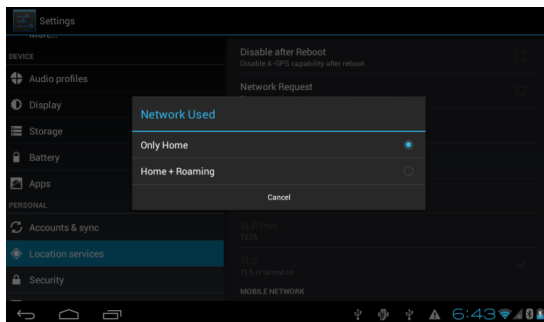 Settings
DEVICE
Audio profiles
Display
Storage
Battery
Apps
PERSONAL
Accounts & sync
Location services
Security
Disable after Reboot
Disable A-GPS capability after reboot
Network Request
Network Used
Only Home
Home + Roaming
Cancel
SLP Port
7275
TLS
TLS is turned on
MOBILE NETWORK
6:43